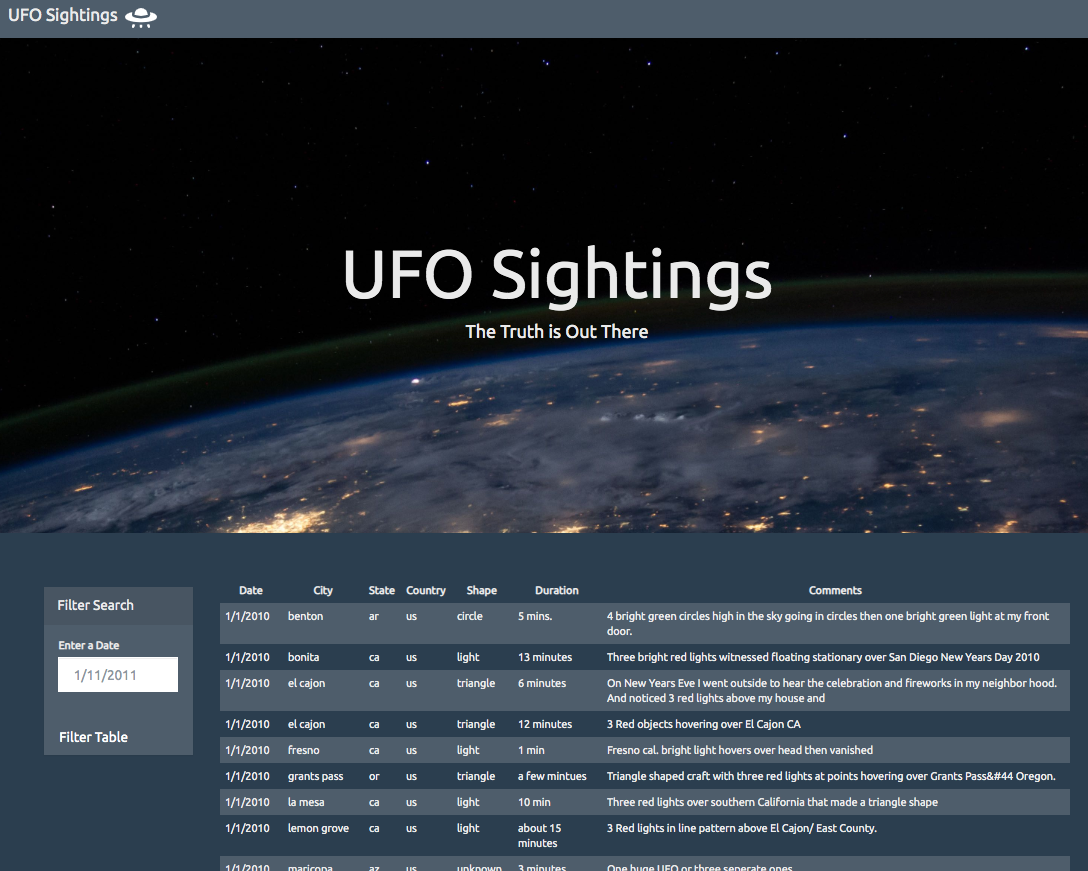 UFO Sightings
UFO Sightings
The Truth is Out There
Filter Search
Enter a Date
1/11/2011
Filter Table
Date City State Country Shape Duration Comments
1/1/2010 benton ar us circle 5 mins. 4 bright green circles high in the sky going in circles then one bright green light at my front
door.
1/1/2010 bonita ca us light 13 minutes Three bright red lights witnessed floating stationary over San Diego New Years Day 2010
1/1/2010 el cajon ca us triangle 6 minutes On New Years Eve I went outside to hear the celebration and fireworks in my neighbor hood.
And noticed 3 red lights above my house and
1/1/2010 el cajon ca us triangle 12 minutes 3 Red objects hovering over El Cajon CA
1/1/2010 fresno ca us light 1 min Fresno cal. bright light hovers over head then vanished
1/1/2010 grants pass or us triangle a few mintues Triangle shaped craft with three red lights at points hovering over Grants Pass&#44 Oregon.
1/1/2010 la mesa ca us light 10 min Three red lights over southern California that made a triangle shape
1/1/2010 lemon grove ca us light about 15 3 Red lights in line pattern above El Cajon/ East County.
minutes
1/1/2010 maricopa az us unknown 3 minutes One huge UFO or three seperate ones